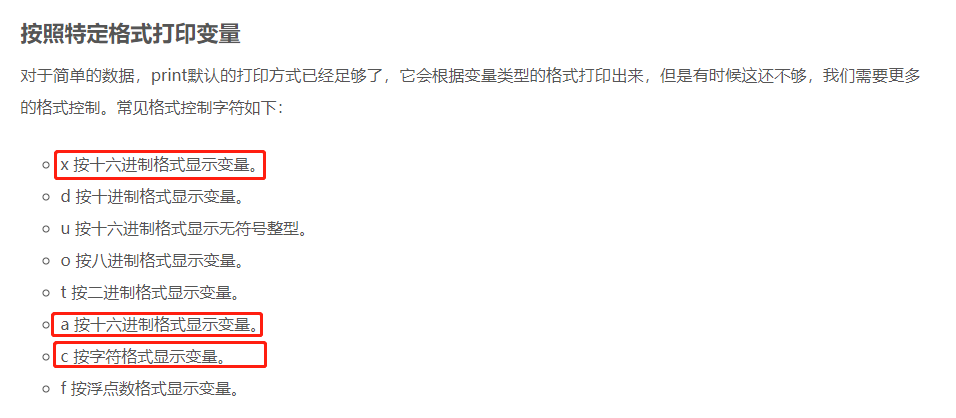 按照特定格式打印变量
对于简单的数据，print默认的打印方式已经足够了，它会根据变量类型的格式打印出来，但是有时候这还不够，我们需要更多
的格式控制。常见格式控制字符如下：
x 按十六进制格式显示变量。
d 按十进制格式显示变量。
u 按十六进制格式显示无符号整型。
o 按八进制格式显示变量。
t 按二进制格式显示变量。
a 按十六进制格式显示变量。
c 按字符格式显示变量。
f 按浮点数格式显示变量。